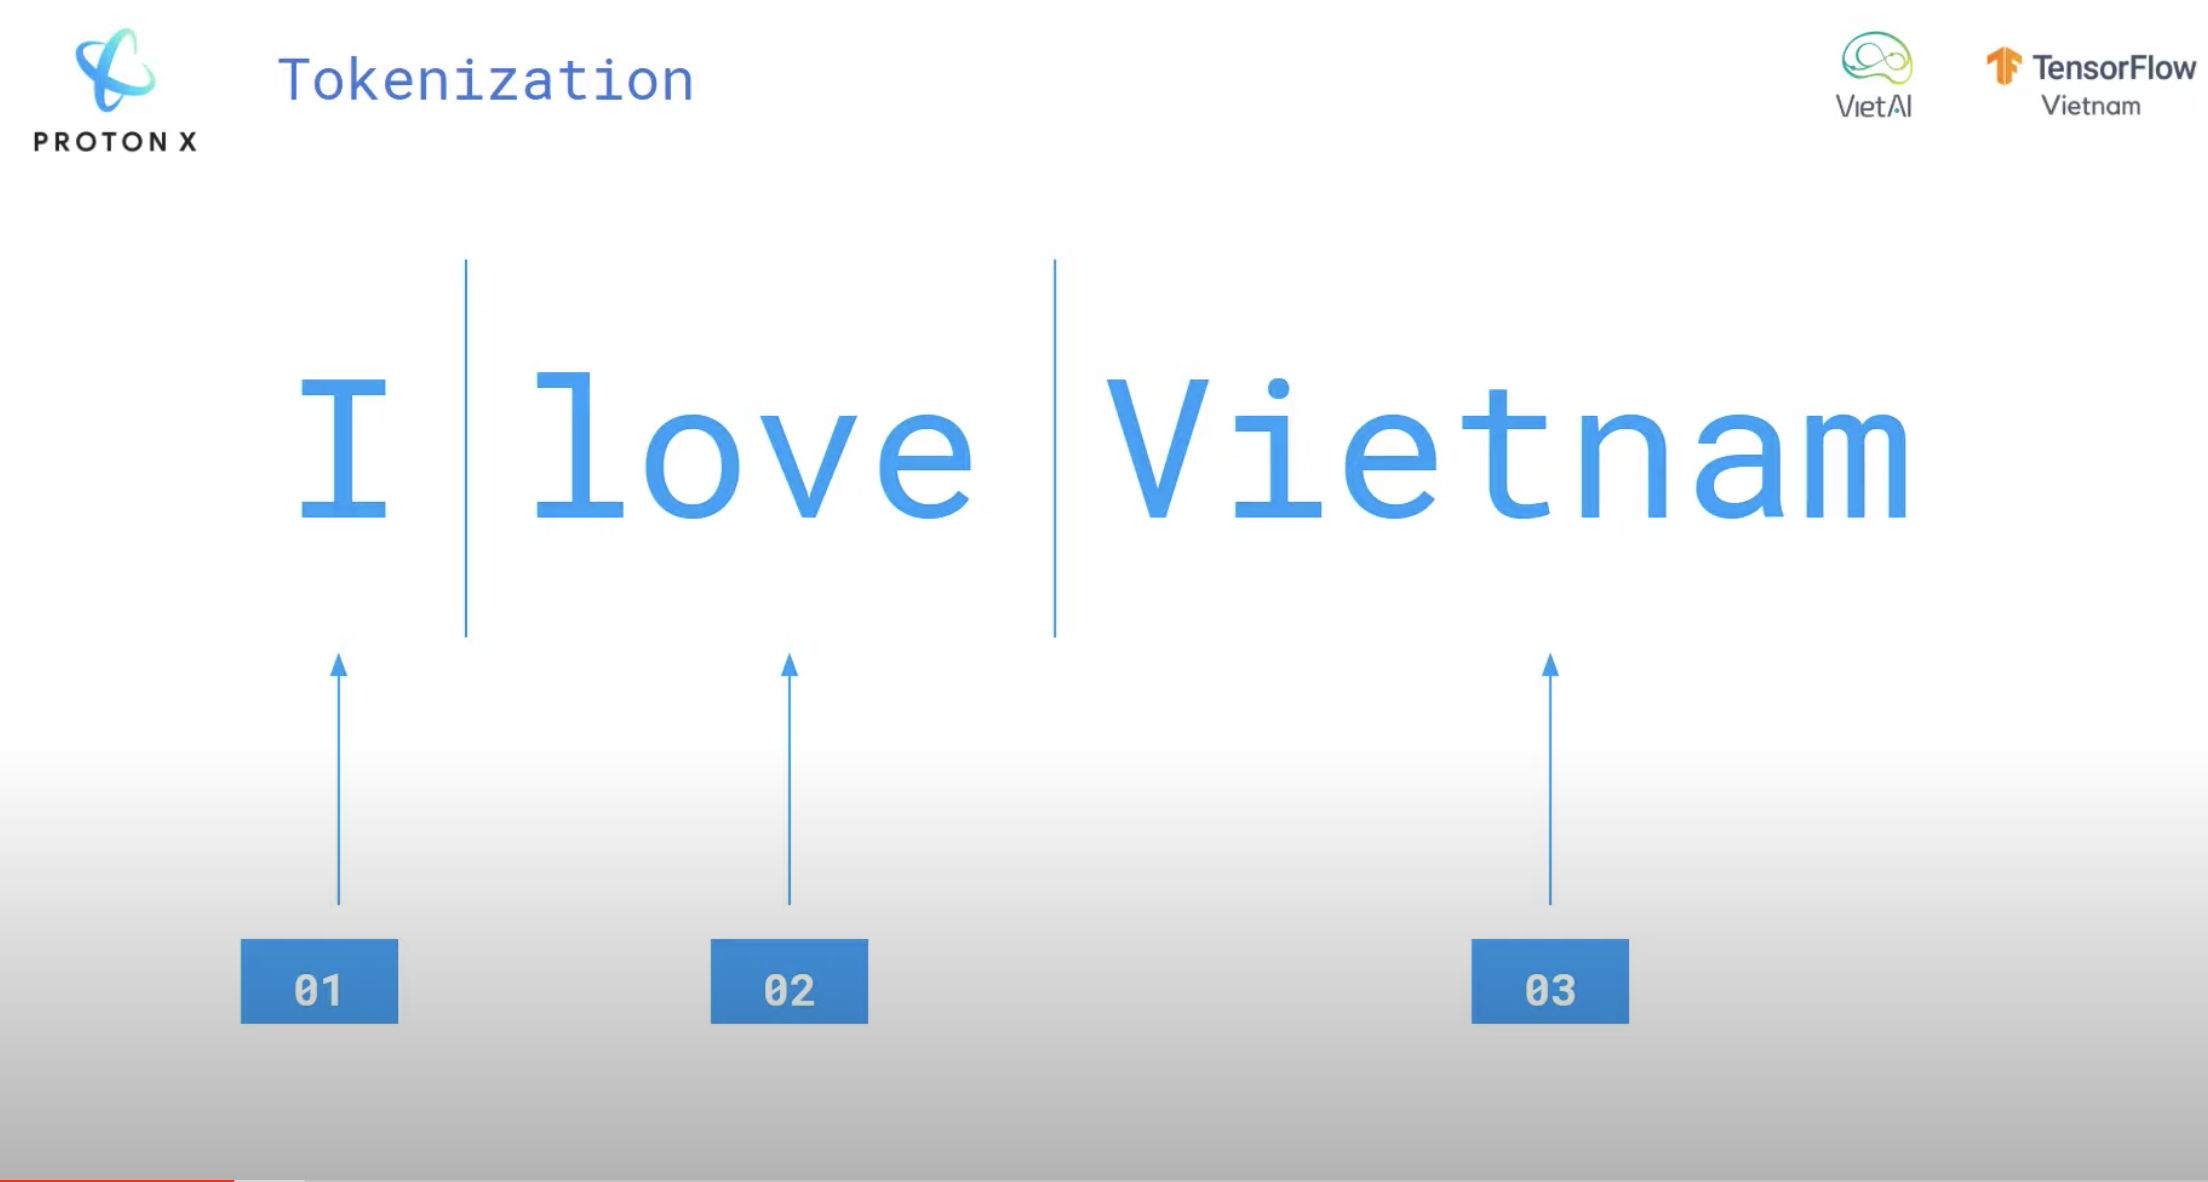 Tokenization
PROTON X
VietAI
TensorFlow
Vietnam
I love Vietnam
01 02 03